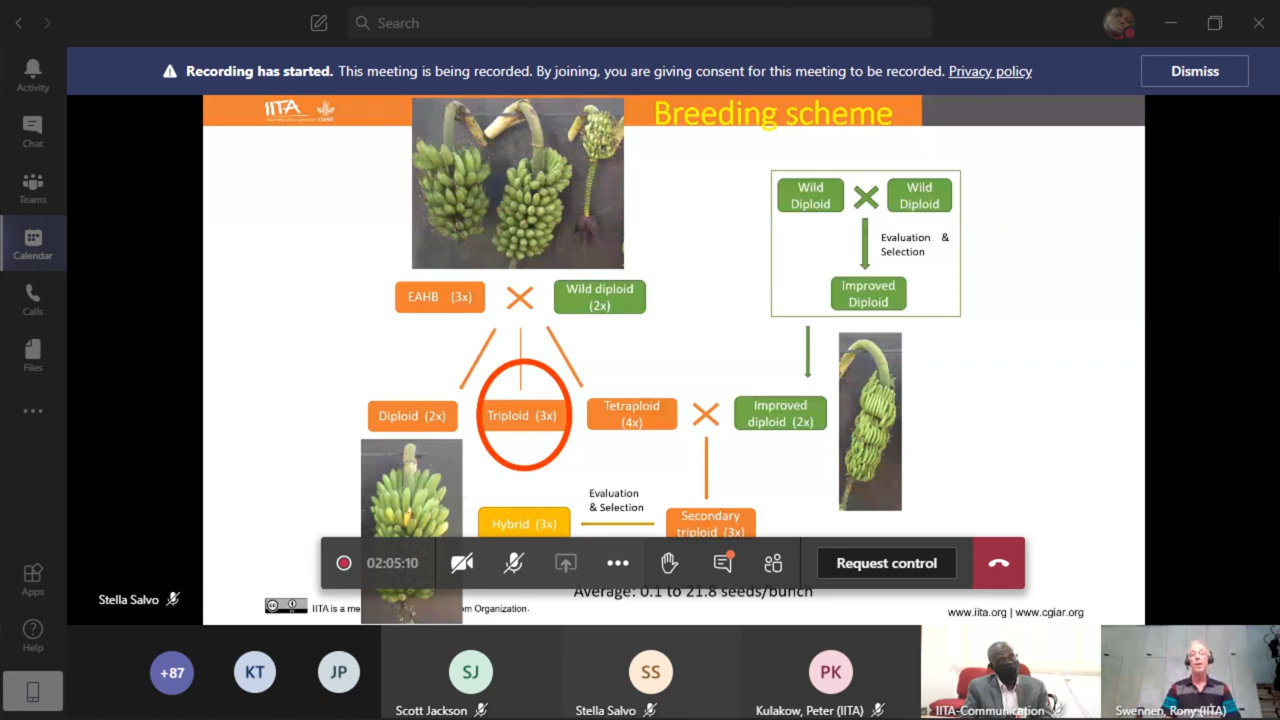 Search
Recording has started. This meeting is being recorded. By joining, you are giving consent for this meeting to be recorded. Privacy policy
Dismiss
Activity
Chat
Teams
Calendar
Calls
Files
Apps
Help
IITA
CGIAR
Breeding scheme
Wild
Diploid
Wild
Diploid
Evaluation &
Selection
Improved
Diploid
EAHB (3x)
Wild diploid
(2x)
Diploid (2x)
Triploid (3x)
Tetraploid
(4x)
Improved
diploid (2x)
Evaluation
& Selection
Hybrid (3x)
Secondary
triploid (3x)
02:05:10
Request control
Average: 0.1 to 21.8 seeds/bunch
Stella Salvo
cc
IITA is a me
m Organization.
www.iita.org | www.cgiar.org
+87
KT
JP
SJ
Scott Jackson
SS
Stella Salvo
PK
Kulakow, Peter (IITA)
IITA-Communication
Swennen, Rony (IITA)